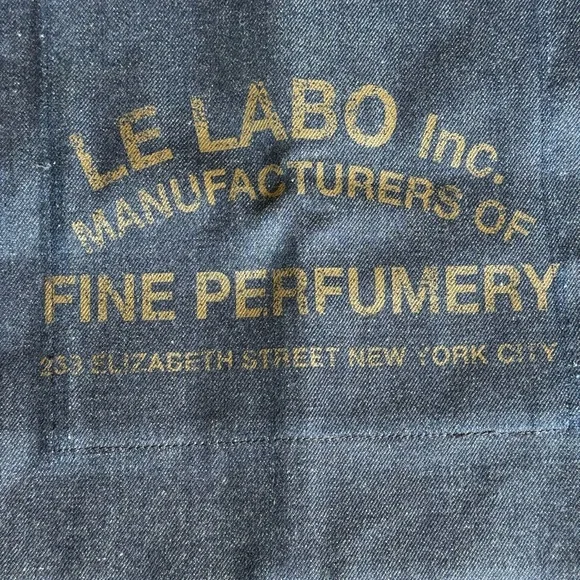 LE LABO Inc.
MANUFACTURERS OF
FINE PERFUMERY
233 ELIZABETH STREET NEW YORK CITY